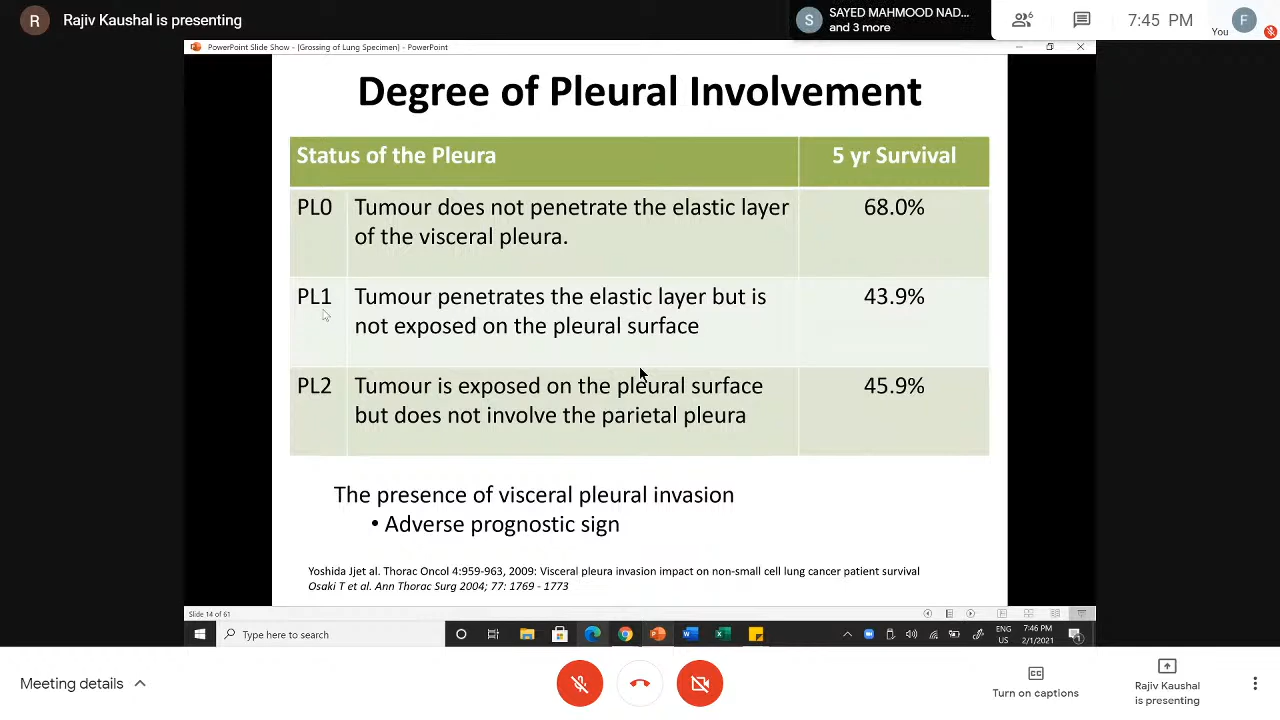 R Rajiv Kaushal is presenting
S SAYED MAHMOOD NAD...
and 3 more
6
7:45 PM
You
F
PowerPoint Slide Show - (Grossing of Lung Specimen) - PowerPoint
Degree of Pleural Involvement
Status of the Pleura 5 yr Survival
PL0 Tumour does not penetrate the elastic layer 68.0%
of the visceral pleura.
PL1 Tumour penetrates the elastic layer but is 43.9%
not exposed on the pleural surface
PL2 Tumour is exposed on the pleural surface 45.9%
but does not involve the parietal pleura
The presence of visceral pleural invasion
• Adverse prognostic sign
Yoshida Jjet al. Thorac Oncol 4:959-963, 2009: Visceral pleura invasion impact on non-small cell lung cancer patient survival
Osaki T et al. Ann Thorac Surg 2004; 77: 1769 - 1773
Slide 14 of 61
Type here to search
ENG
US
7:46 PM
2/1/2021
1
Meeting details
CC
Turn on captions
Rajiv Kaushal
is presenting